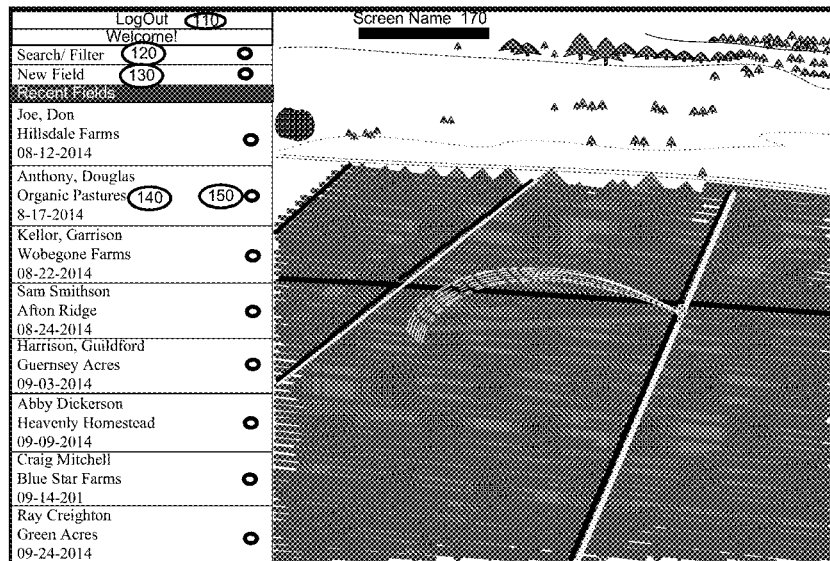 LogOut 110
Screen Name 170
Welcome!
Search/ Filter 120
New Field 130
Recent Fields
Joe, Don
Hillsdale Farms
08-12-2014
Anthony, Douglas
Organic Pastures 140 150
8-17-2014
Kellor, Garrison
Wobegone Farms
08-22-2014
Sam Smithson
Afton Ridge
08-24-2014
Harrison, Guildford
Guernsey Acres
09-03-2014
Abby Dickerson
Heavenly Homestead
09-09-2014
Craig Mitchell
Blue Star Farms
09-14-201
Ray Creighton
Green Acres
09-24-2014